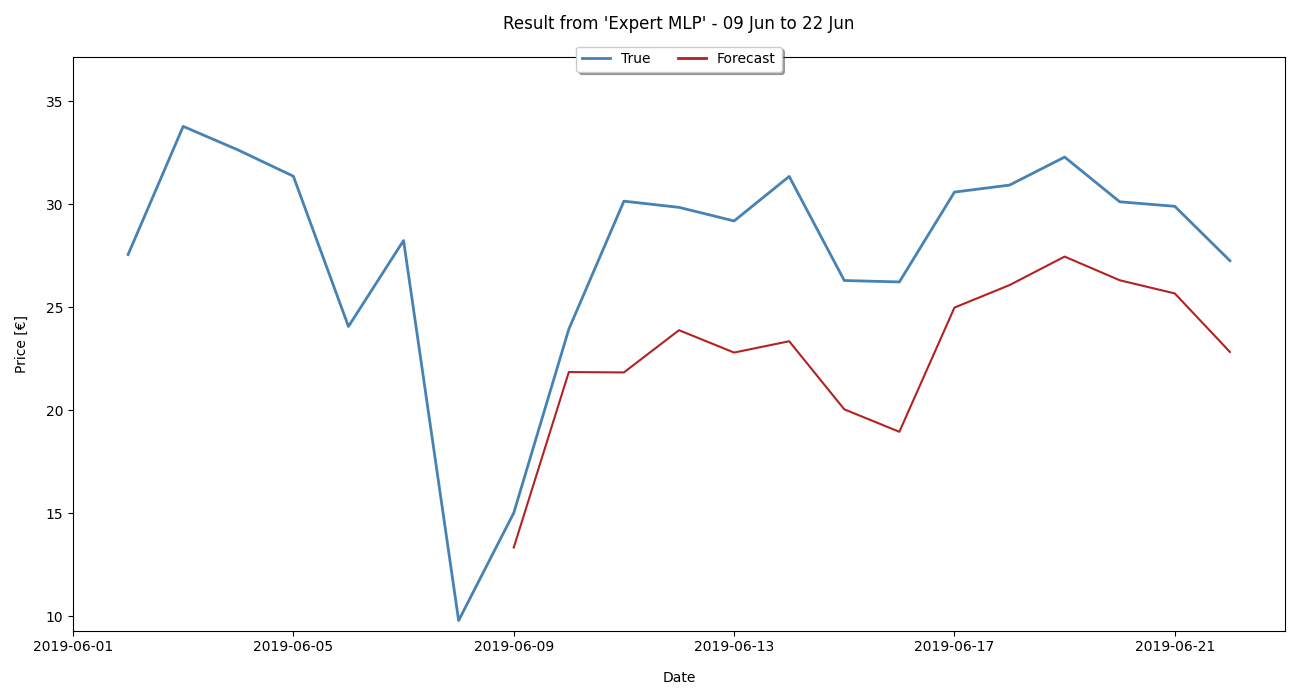 Result from 'Expert MLP' - 09 Jun to 22 Jun
True Forecast
35
30
25
20
15
10
Price [€]
2019-06-01 2019-06-05 2019-06-09 2019-06-13 2019-06-17 2019-06-21
Date